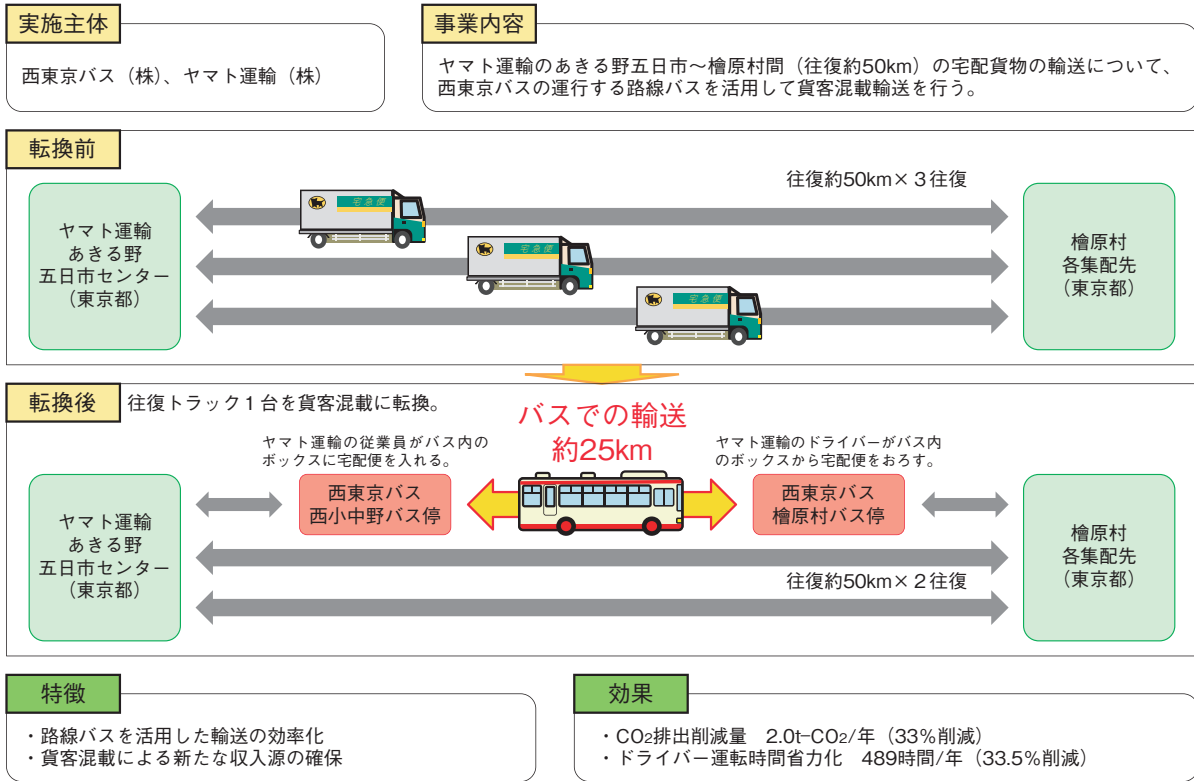 実施主体
西東京バス（株）、ヤマト運輸（株）
事業内容
ヤマト運輸のあきる野五日市～檜原村間（往復約50km）の宅配貨物の輸送について、
西東京バスの運行する路線バスを活用して貨客混載輸送を行う。
転換前
往復約50km×３往復
ヤマト運輸
あきる野
五日市センター
（東京都）
宅急便
宅急便
宅急便
檜原村
各集配先
（東京都）
転換後
往復トラック１台を貨客混載に転換。
バスでの輸送
約25km
ヤマト運輸の従業員がバス内の
ボックスに宅配便を入れる。
ヤマト運輸のドライバーがバス内
のボックスから宅配便をおろす。
ヤマト運輸
あきる野
五日市センター
（東京都）
西東京バス
西小中野バス停
西東京バス
檜原村バス停
檜原村
各集配先
（東京都）
往復約50km×２往復
特徴
・路線バスを活用した輸送の効率化
・貨客混載による新たな収入源の確保
効果
・CO₂排出削減量　2.0t−CO₂/年（33％削減）
・ドライバー運転時間省力化　489時間/年（33.5％削減）